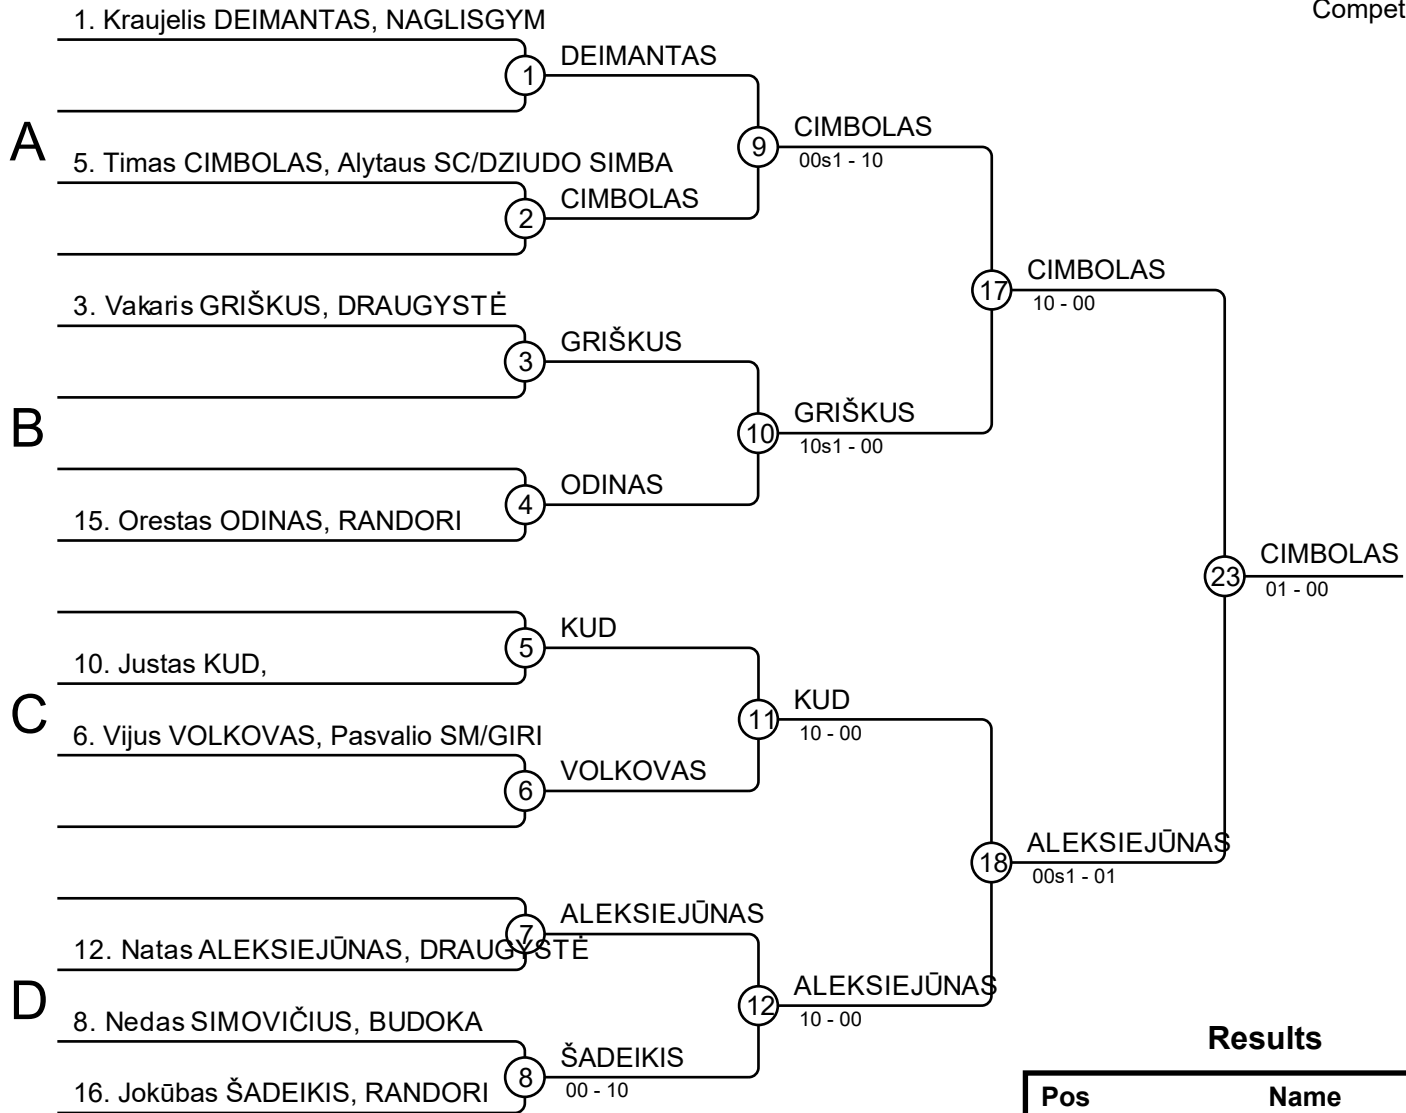 Compet
1. Kraujelis DEIMANTAS, NAGLISGYM
1
DEIMANTAS
A
9
CIMBOLAS
00s1 - 10
5. Timas CIMBOLAS, Alytaus SC/DZIUDO SIMBA
2
CIMBOLAS
17
CIMBOLAS
10 - 00
3. Vakaris GRIŠKUS, DRAUGYSTĖ
3
GRIŠKUS
B
10
GRIŠKUS
10s1 - 00
4
ODINAS
15. Orestas ODINAS, RANDORI
23
CIMBOLAS
01 - 00
5
KUD
10. Justas KUD,
C
11
KUD
10 - 00
6. Vijus VOLKOVAS, Pasvalio SM/GIRI
6
VOLKOVAS
18
ALEKSIEJŪNAS
00s1 - 01
7
ALEKSIEJŪNAS
12. Natas ALEKSIEJŪNAS, DRAUGYSTĖ
D
12
ALEKSIEJŪNAS
10 - 00
8. Nedas SIMOVIČIUS, BUDOKA
8
ŠADEIKIS
00 - 10
16. Jokūbas ŠADEIKIS, RANDORI
Results
Pos Name